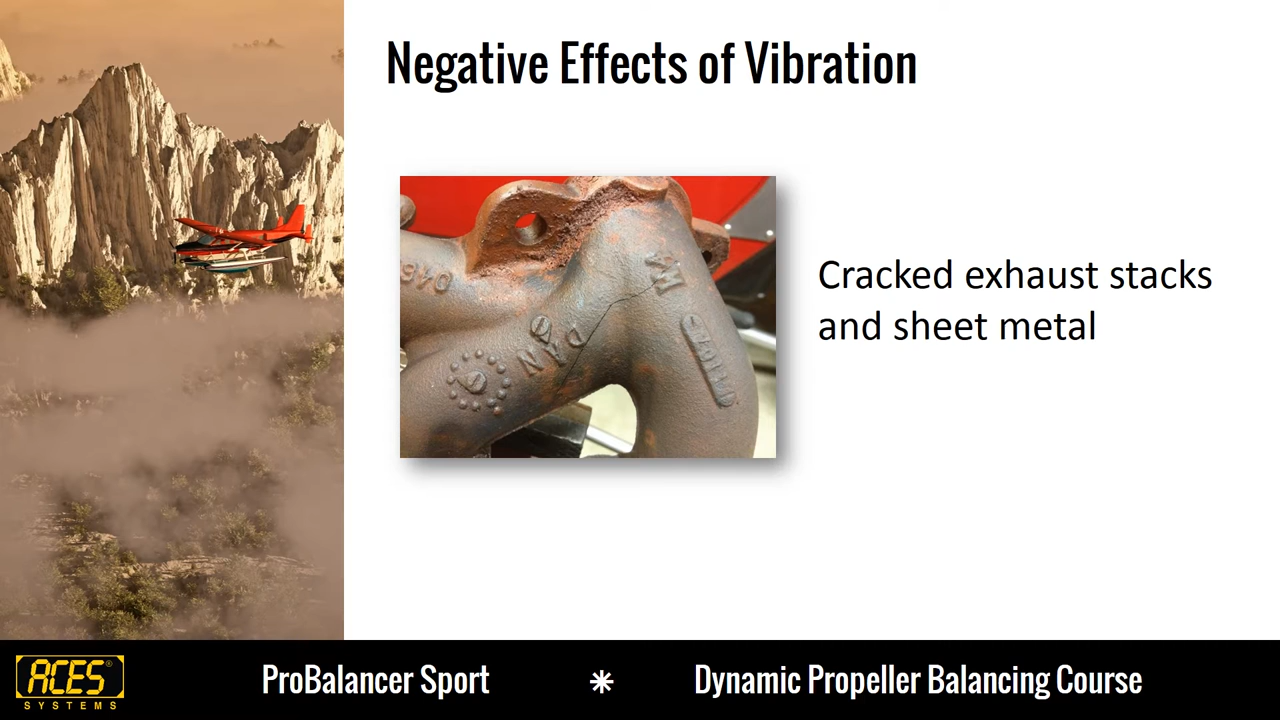 Negative Effects of Vibration
Cracked exhaust stacks
and sheet metal
ACES®
SYSTEMS
ProBalancer Sport
Dynamic Propeller Balancing Course